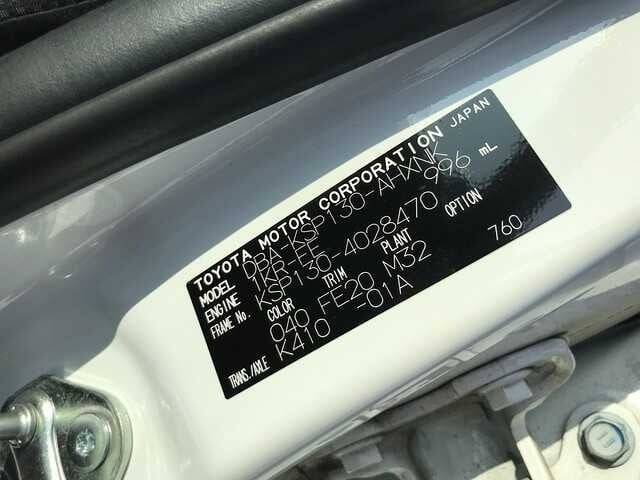 TOYOTA MOTOR CORPORATION JAPAN
MODEL DBA-KSP130-AHXNK
ENGINE 1KR-FE 996 mL
FRAME No. KSP130-4028470
COLOR TRIM PLANT OPTION
040 FE20 M32 760
TRANS./AXLE K410 -01A